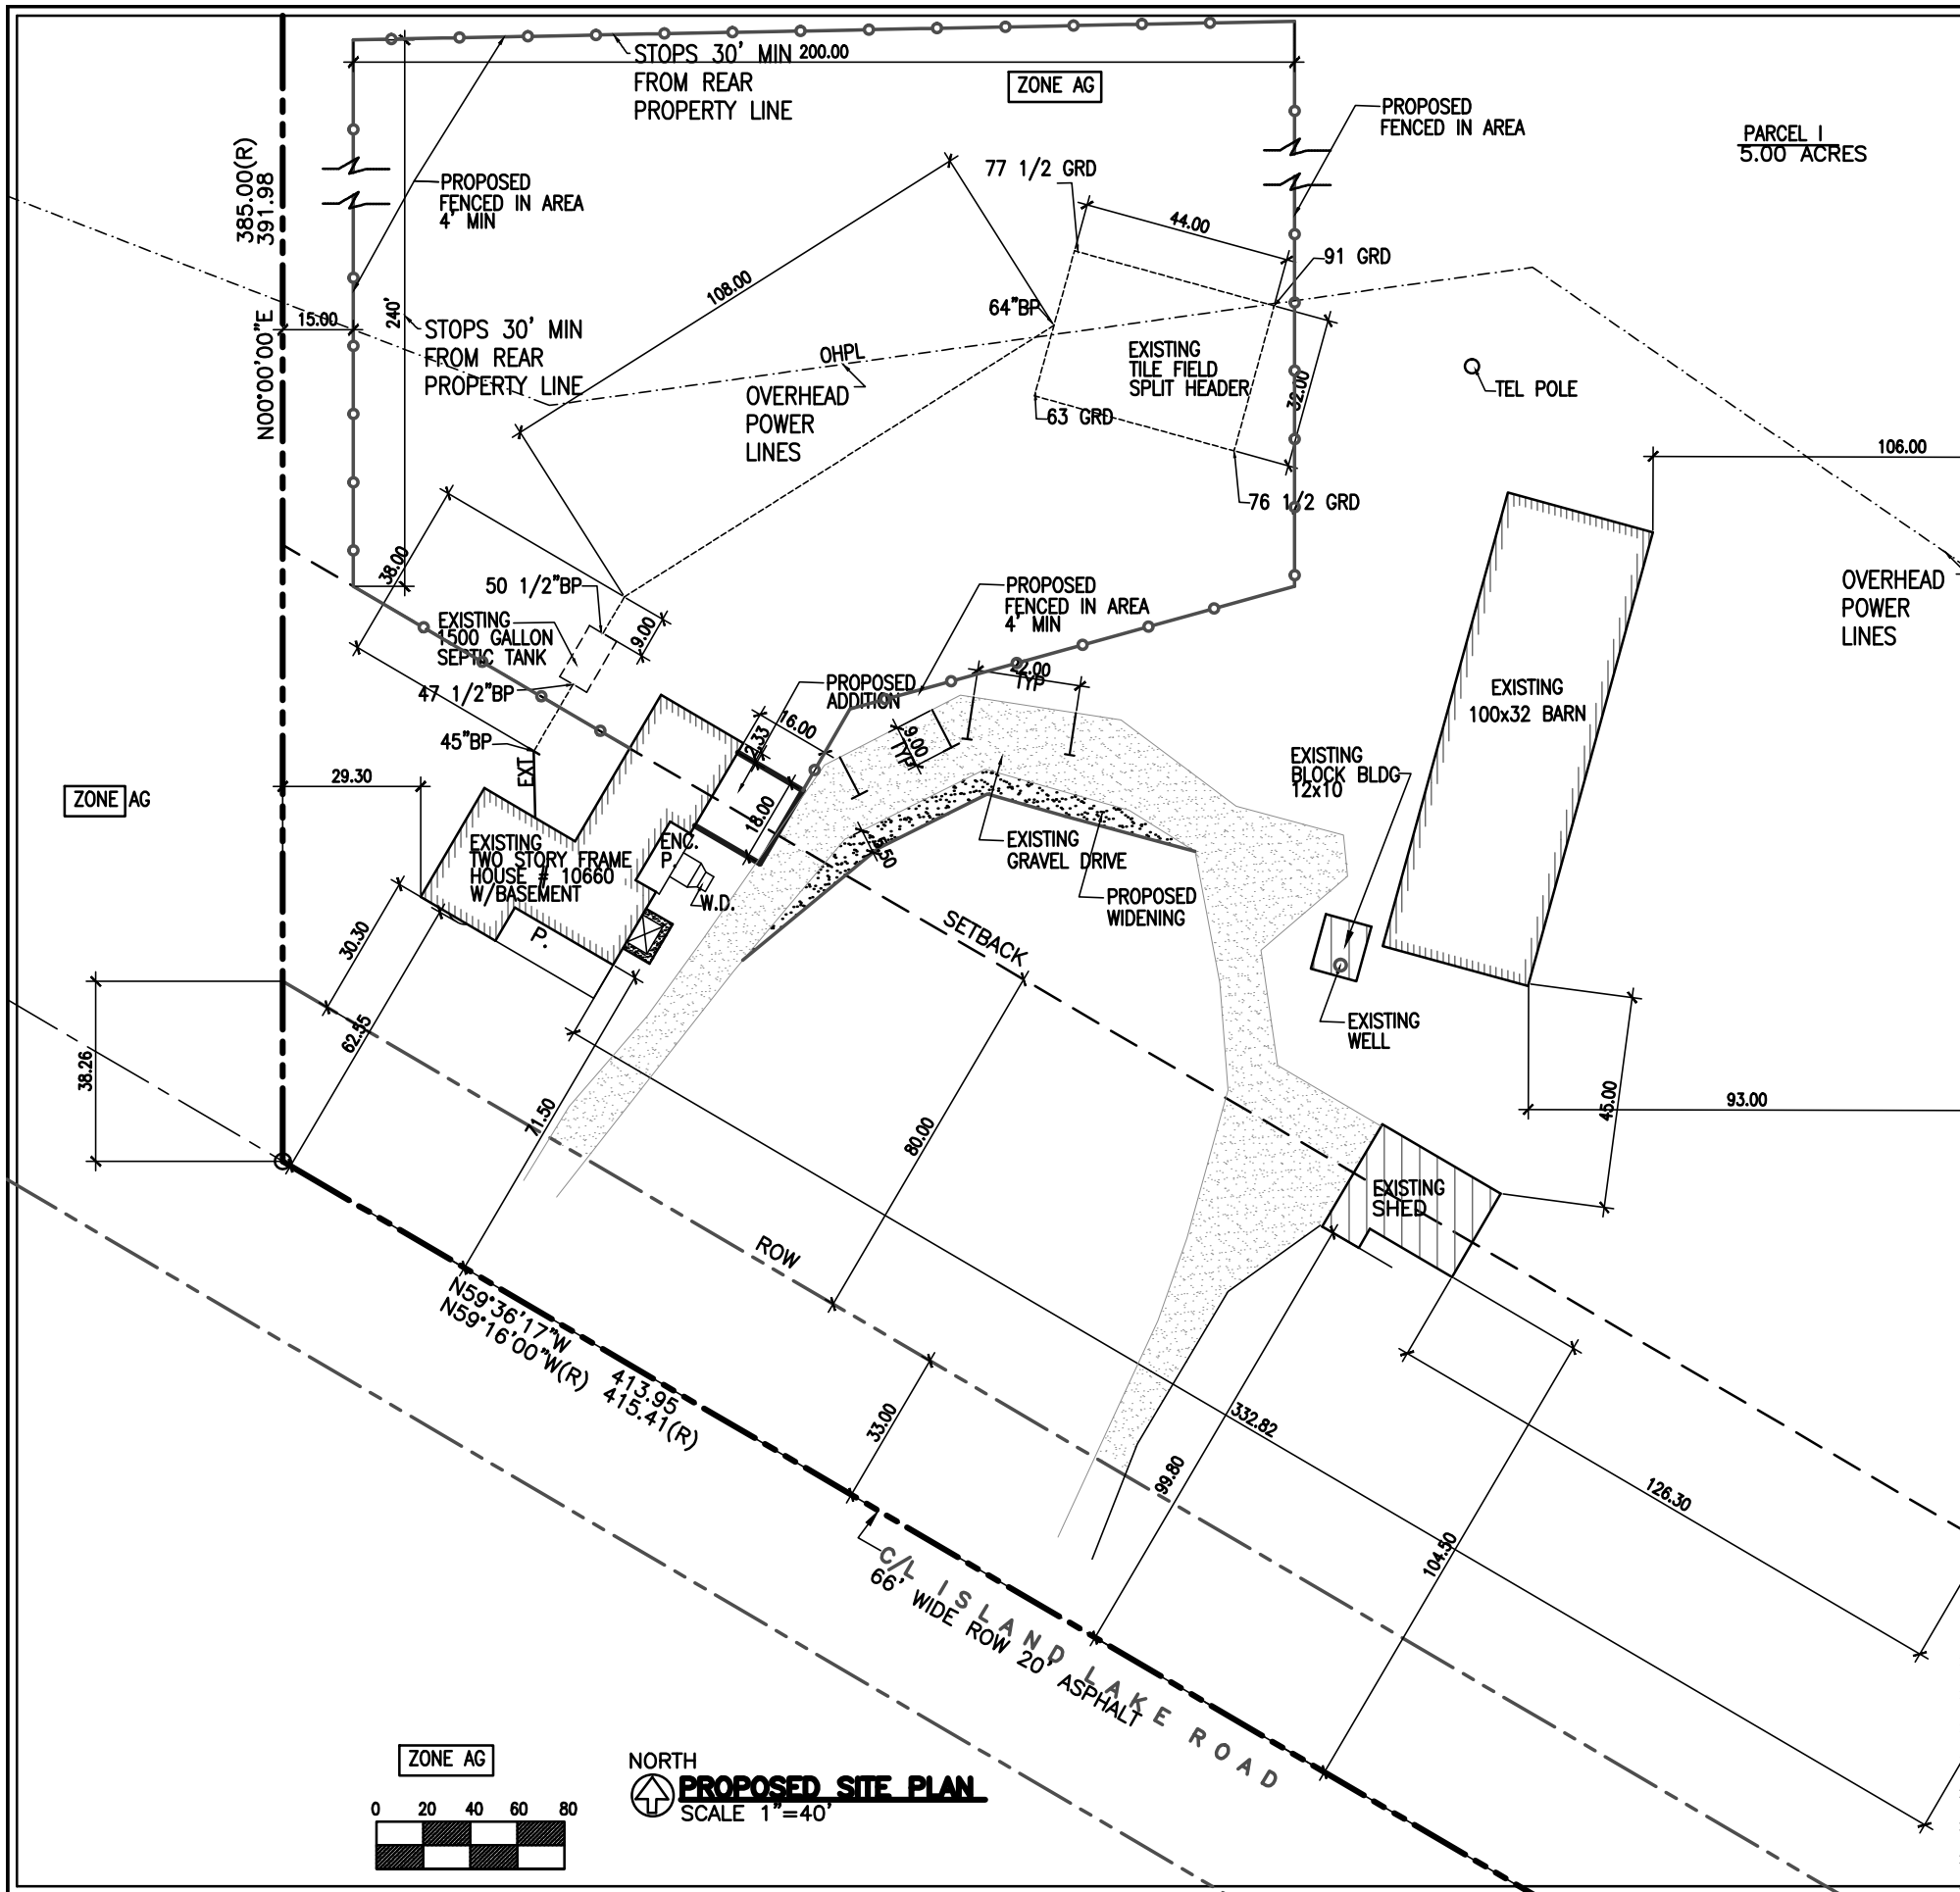 STOPS 30' MIN
FROM REAR
PROPERTY LINE
200.00
ZONE AG
PROPOSED
FENCED IN AREA
PARCEL I
5.00 ACRES
385.00(R)
391.98
N00°00'00"E
PROPOSED
FENCED IN AREA
4' MIN
77 1/2 GRD
44.00
91 GRD
108.00
64"BP
15.00
240'
STOPS 30' MIN
FROM REAR
PROPERTY LINE
OHPL
OVERHEAD
POWER
LINES
EXISTING
TILE FIELD
SPLIT HEADER
32.00
63 GRD
76 1/2 GRD
TEL POLE
106.00
38.00
50 1/2"BP
EXISTING
1500 GALLON
SEPTIC TANK
9.00
47 1/2"BP
45"BP
EXT
PROPOSED
FENCED IN AREA
4' MIN
22.00
TYP
PROPOSED
ADDITION
16.00
2.33
18.00
9.00
TYP
OVERHEAD
POWER
LINES
EXISTING
100x32 BARN
EXISTING
BLOCK BLDG
12x10
ZONE AG
29.30
EXISTING
TWO STORY FRAME
HOUSE # 10660
W/BASEMENT
ENC.
P.
W.D.
P.
5.50
EXISTING
GRAVEL DRIVE
PROPOSED
WIDENING
SETBACK
EXISTING
WELL
30.30
62.55
38.26
71.50
80.00
45.00
93.00
EXISTING
SHED
ROW
N59°36'17"W 413.95
N59°16'00"W(R) 415.41(R)
33.00
332.82
99.80
104.50
126.30
C/L ISLAND LAKE ROAD
66' WIDE ROW 20' ASPHALT
ZONE AG
0 20 40 60 80
NORTH
PROPOSED SITE PLAN
SCALE 1"=40'